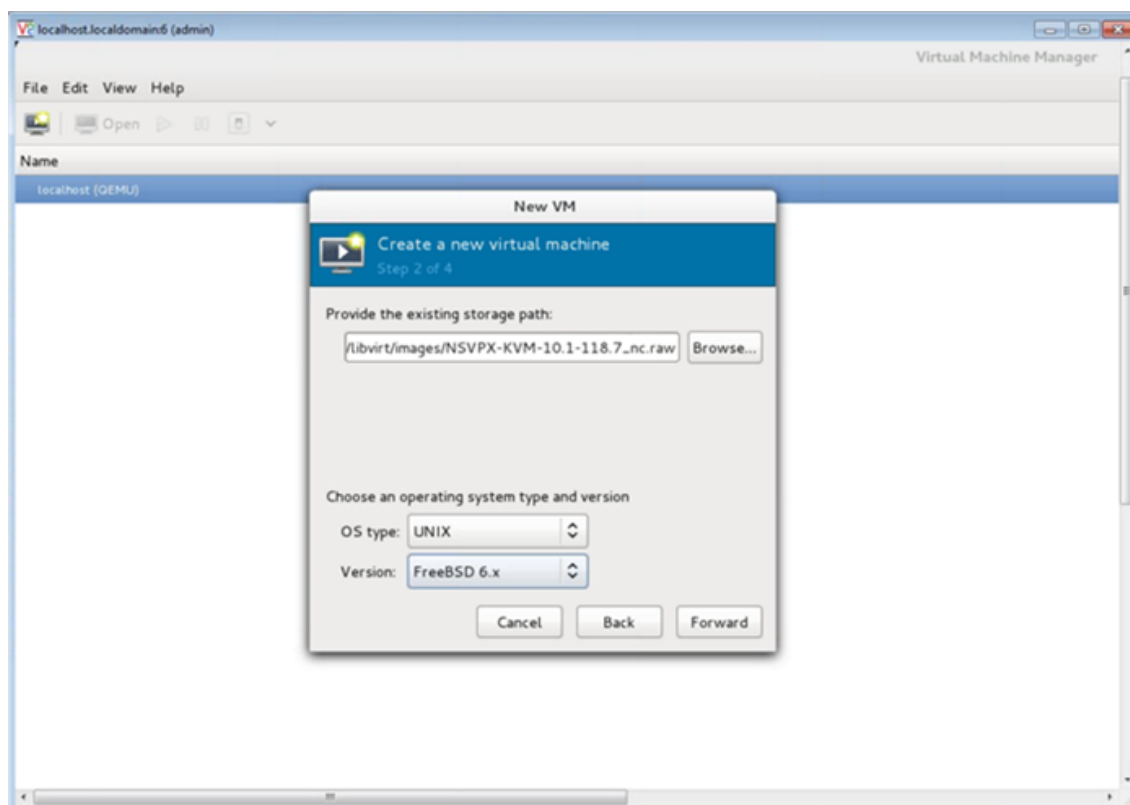 localhost.localdomain:6 (admin)
Virtual Machine Manager
File Edit View Help
Open
Name
localhost (QEMU)
New VM
Create a new virtual machine
Step 2 of 4
Provide the existing storage path:
/libvirt/images/NSVPX-KVM-10.1-118.7_nc.raw Browse...
Choose an operating system type and version
OS type: UNIX
Version: FreeBSD 6.x
Cancel Back Forward